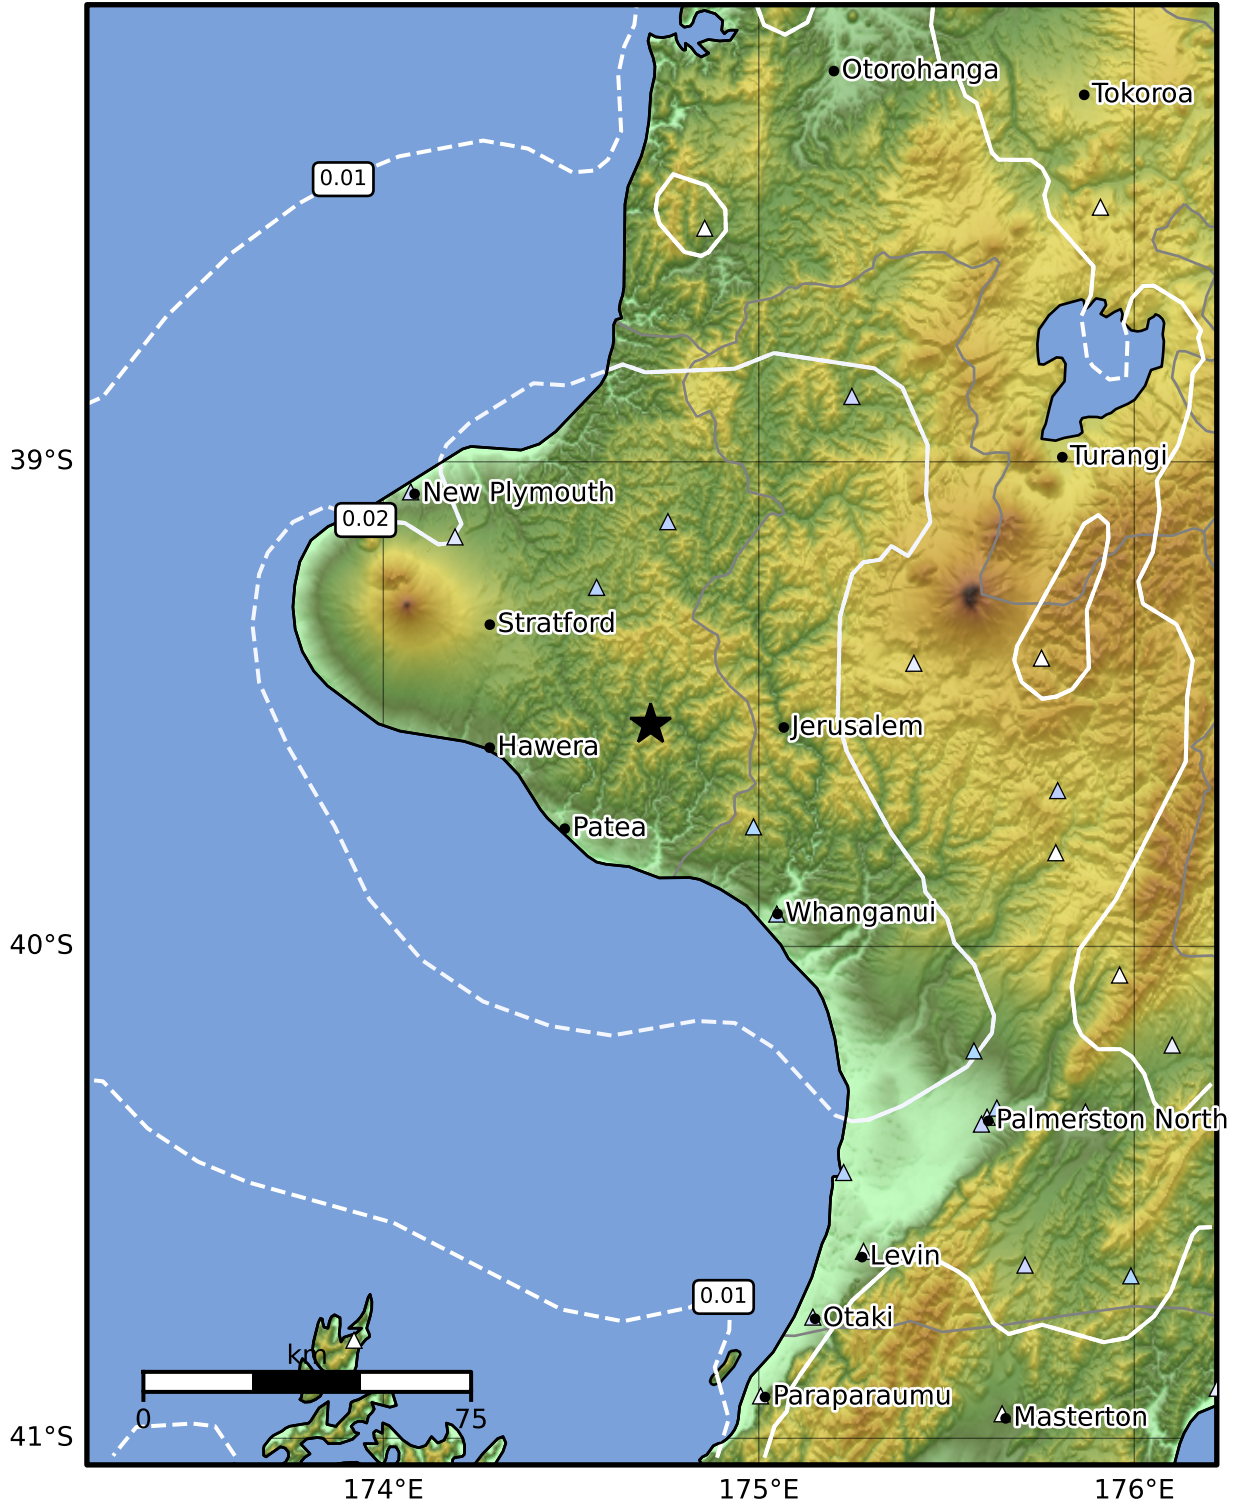 Otorohanga
Tokoroa
0.01
39°S
Turangi
New Plymouth
0.02
Stratford
Jerusalem
Hawera
Patea
Whanganui
40°S
Palmerston North
Levin
0.01
Otaki
km
Paraparaumu
0
75
Masterton
41°S
174°E
175°E
176°E